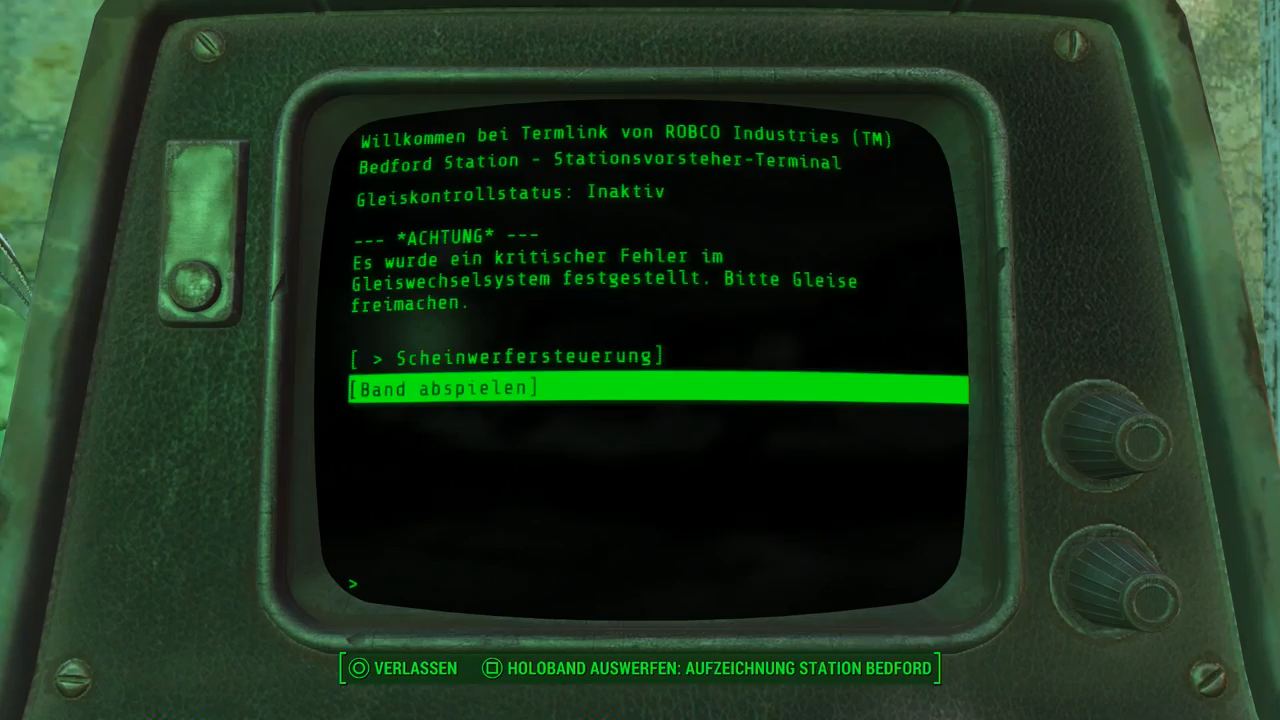 Willkommen bei Termlink von ROBCO Industries (TM)
Bedford Station - Stationsvorsteher-Terminal
Gleiskontrollstatus: Inaktiv
--- *ACHTUNG* ---
Es wurde ein kritischer Fehler im
Gleiswechselsystem festgestellt. Bitte Gleise
freimachen.
[ > Scheinwerfersteuerung]
[Band abspielen]
>
VERLASSEN HOLOBAND AUSWERFEN: AUFZEICHNUNG STATION BEDFORD